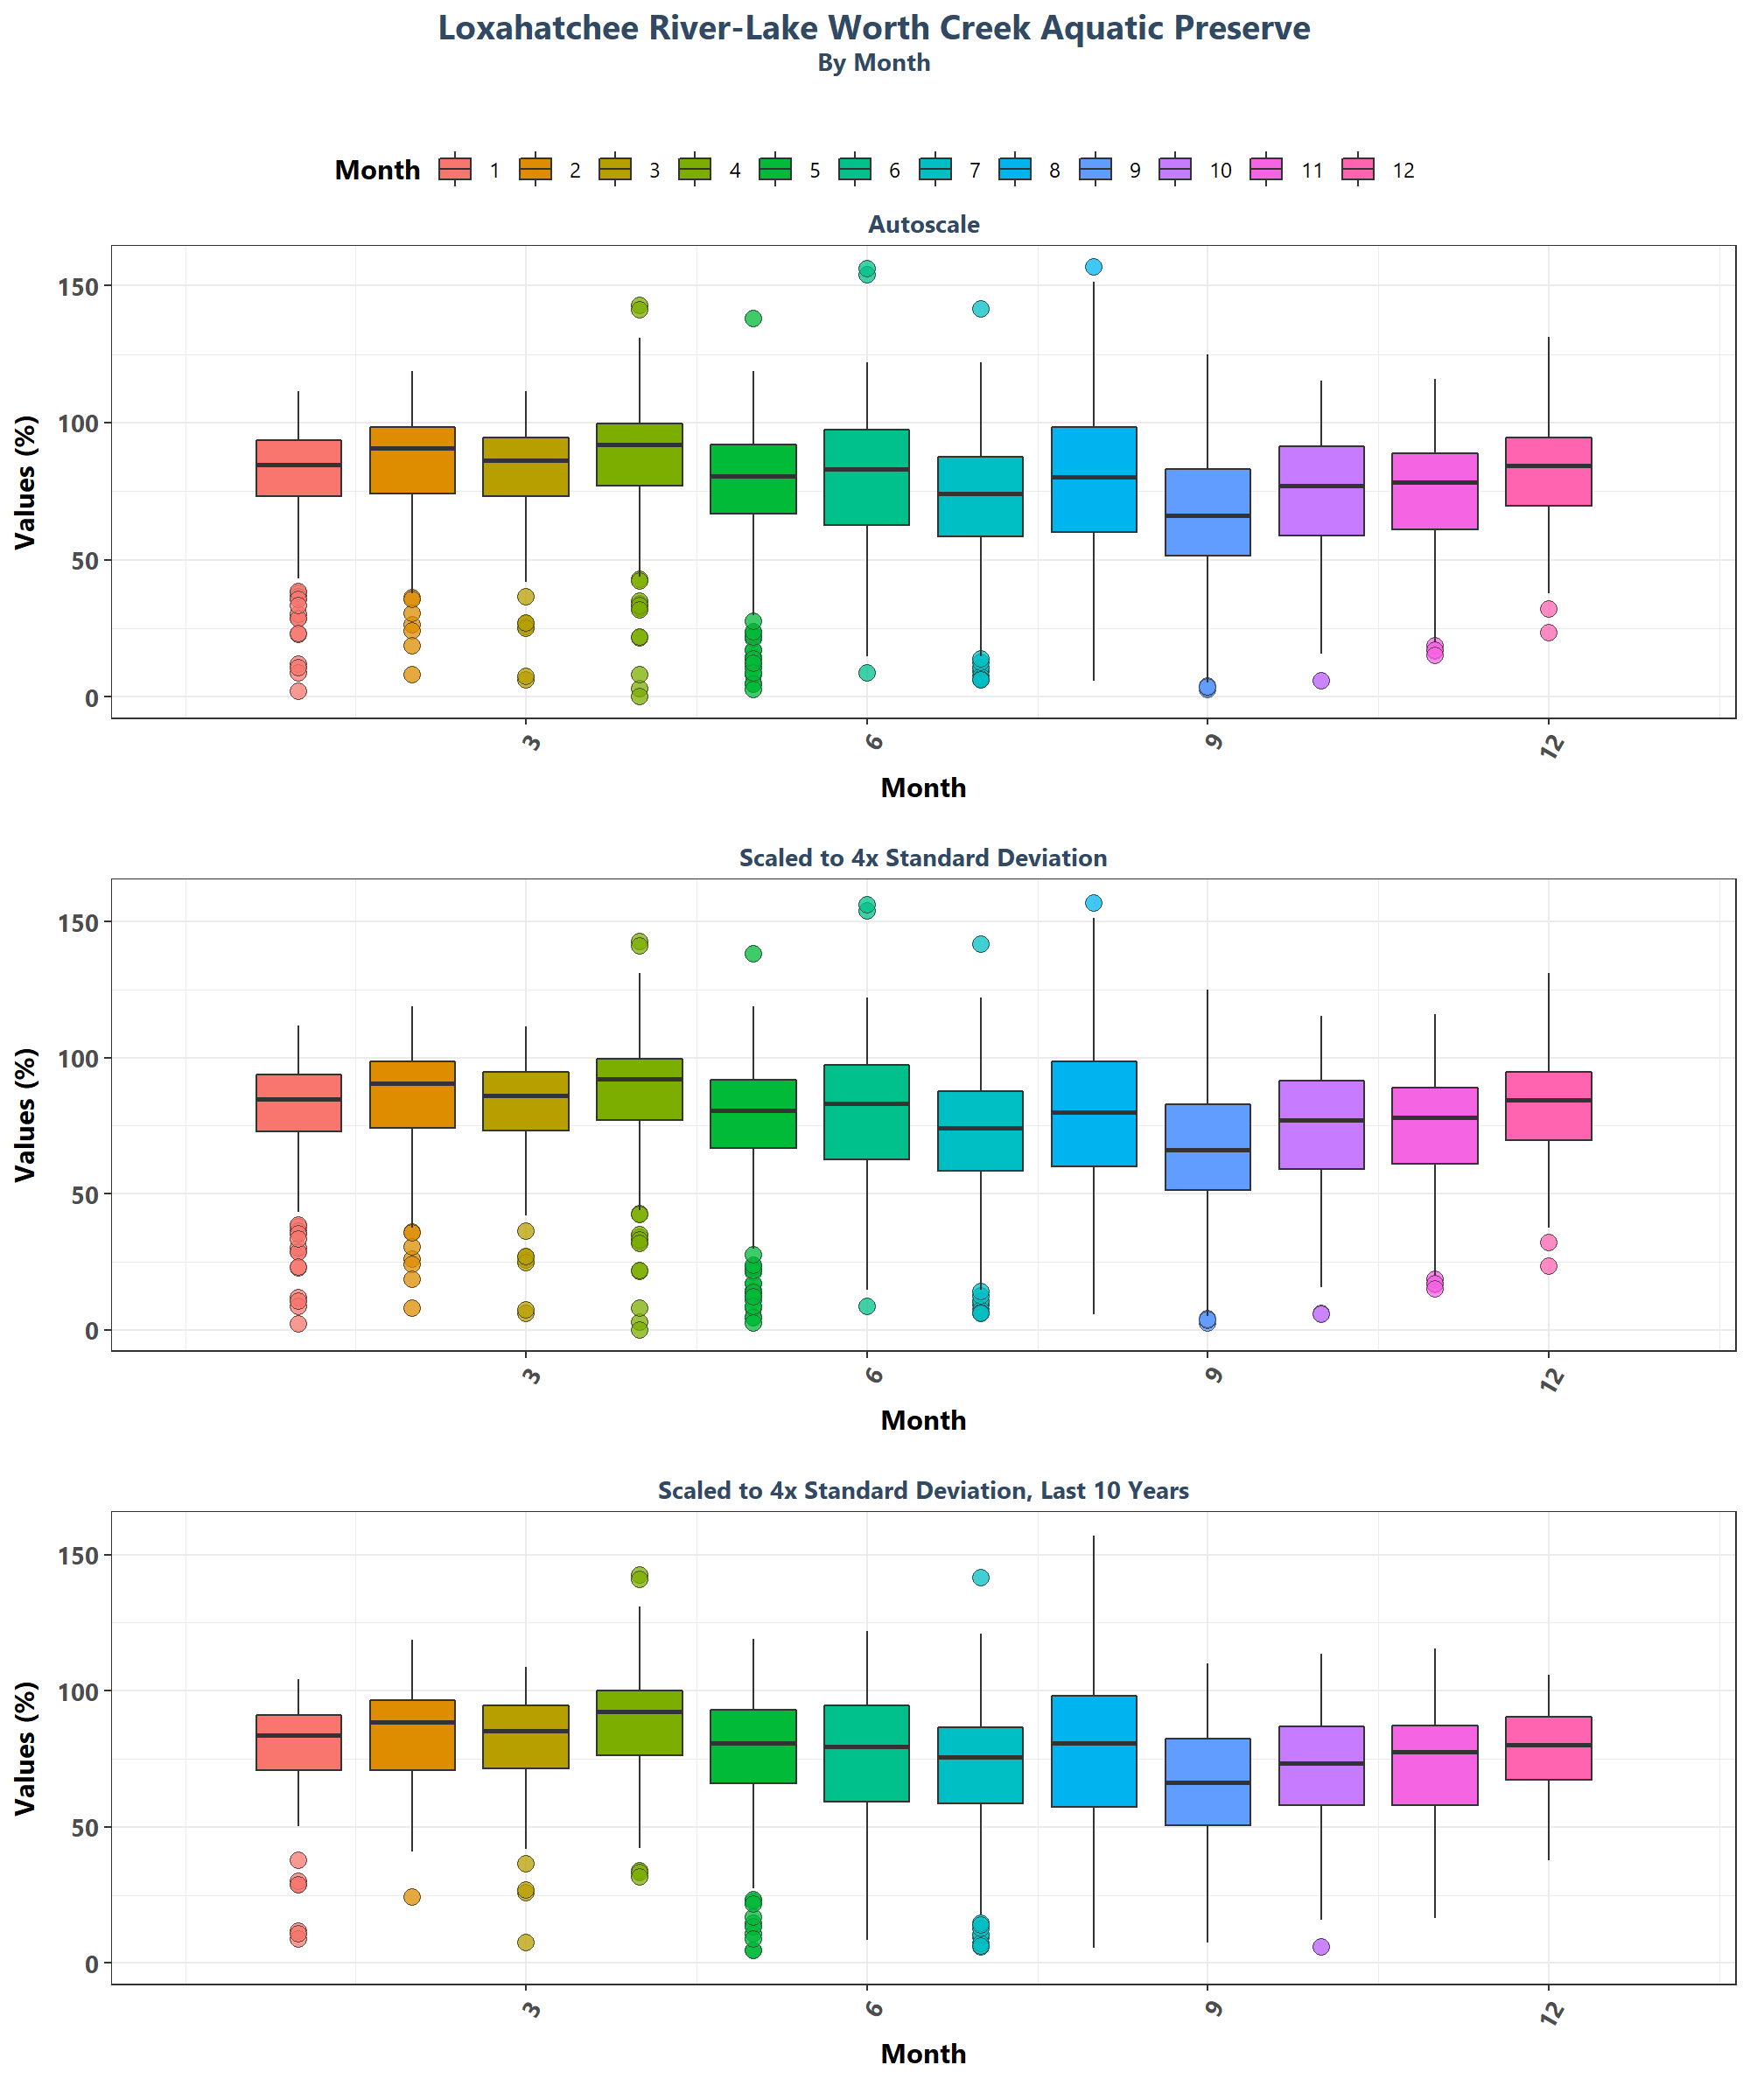 Loxahatchee River-Lake Worth Creek Aquatic Preserve
By Month
Month 1 2 3 4 5 6 7 8 9 10 11 12
Autoscale
Values (%)
150
100
50
0
3 6 9 12
Month
Scaled to 4x Standard Deviation
Values (%)
150
100
50
0
3 6 9 12
Month
Scaled to 4x Standard Deviation, Last 10 Years
Values (%)
150
100
50
0
3 6 9 12
Month